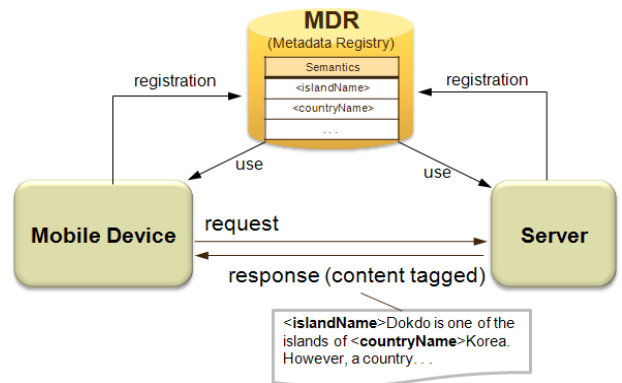 MDR
(Metadata Registry)
Semantics
<islandName>
<countryName>
. . .
registration
registration
use
use
Mobile Device
request
Server
response (content tagged)
<islandName>Dokdo is one of the
islands of <countryName>Korea.
However, a country. . .